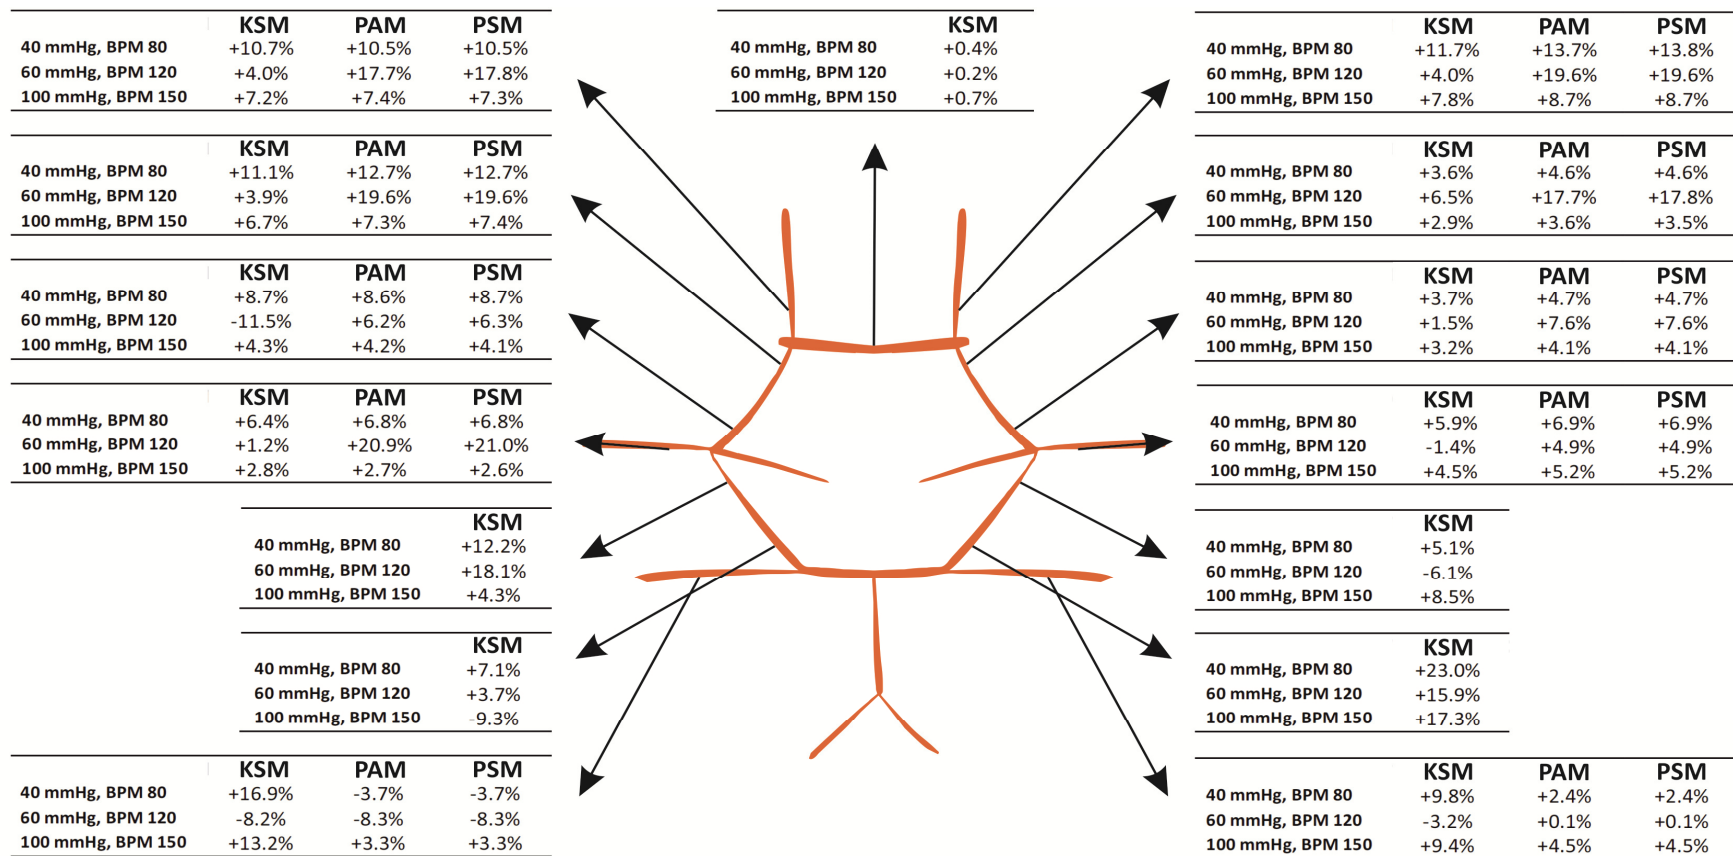 KSM PAM PSM
40 mmHg, BPM 80 +10.7% +10.5% +10.5%
60 mmHg, BPM 120 +4.0% +17.7% +17.8%
100 mmHg, BPM 150 +7.2% +7.4% +7.3%
KSM PAM PSM
40 mmHg, BPM 80 +11.1% +12.7% +12.7%
60 mmHg, BPM 120 +3.9% +19.6% +19.6%
100 mmHg, BPM 150 +6.7% +7.3% +7.4%
KSM PAM PSM
40 mmHg, BPM 80 +8.7% +8.6% +8.7%
60 mmHg, BPM 120 -11.5% +6.2% +6.3%
100 mmHg, BPM 150 +4.3% +4.2% +4.1%
KSM PAM PSM
40 mmHg, BPM 80 +6.4% +6.8% +6.8%
60 mmHg, BPM 120 +1.2% +20.9% +21.0%
100 mmHg, BPM 150 +2.8% +2.7% +2.6%
KSM
40 mmHg, BPM 80 +12.2%
60 mmHg, BPM 120 +18.1%
100 mmHg, BPM 150 +4.3%
KSM
40 mmHg, BPM 80 +7.1%
60 mmHg, BPM 120 +3.7%
100 mmHg, BPM 150 -9.3%
KSM PAM PSM
40 mmHg, BPM 80 +16.9% -3.7% -3.7%
60 mmHg, BPM 120 -8.2% -8.3% -8.3%
100 mmHg, BPM 150 +13.2% +3.3% +3.3%
KSM
40 mmHg, BPM 80 +0.4%
60 mmHg, BPM 120 +0.2%
100 mmHg, BPM 150 +0.7%
KSM PAM PSM
40 mmHg, BPM 80 +11.7% +13.7% +13.8%
60 mmHg, BPM 120 +4.0% +19.6% +19.6%
100 mmHg, BPM 150 +7.8% +8.7% +8.7%
KSM PAM PSM
40 mmHg, BPM 80 +3.6% +4.6% +4.6%
60 mmHg, BPM 120 +6.5% +17.7% +17.8%
100 mmHg, BPM 150 +2.9% +3.6% +3.5%
KSM PAM PSM
40 mmHg, BPM 80 +3.7% +4.7% +4.7%
60 mmHg, BPM 120 +1.5% +7.6% +7.6%
100 mmHg, BPM 150 +3.2% +4.1% +4.1%
KSM PAM PSM
40 mmHg, BPM 80 +5.9% +6.9% +6.9%
60 mmHg, BPM 120 -1.4% +4.9% +4.9%
100 mmHg, BPM 150 +4.5% +5.2% +5.2%
KSM
40 mmHg, BPM 80 +5.1%
60 mmHg, BPM 120 -6.1%
100 mmHg, BPM 150 +8.5%
KSM
40 mmHg, BPM 80 +23.0%
60 mmHg, BPM 120 +15.9%
100 mmHg, BPM 150 +17.3%
KSM PAM PSM
40 mmHg, BPM 80 +9.8% +2.4% +2.4%
60 mmHg, BPM 120 -3.2% +0.1% +0.1%
100 mmHg, BPM 150 +9.4% +4.5% +4.5%